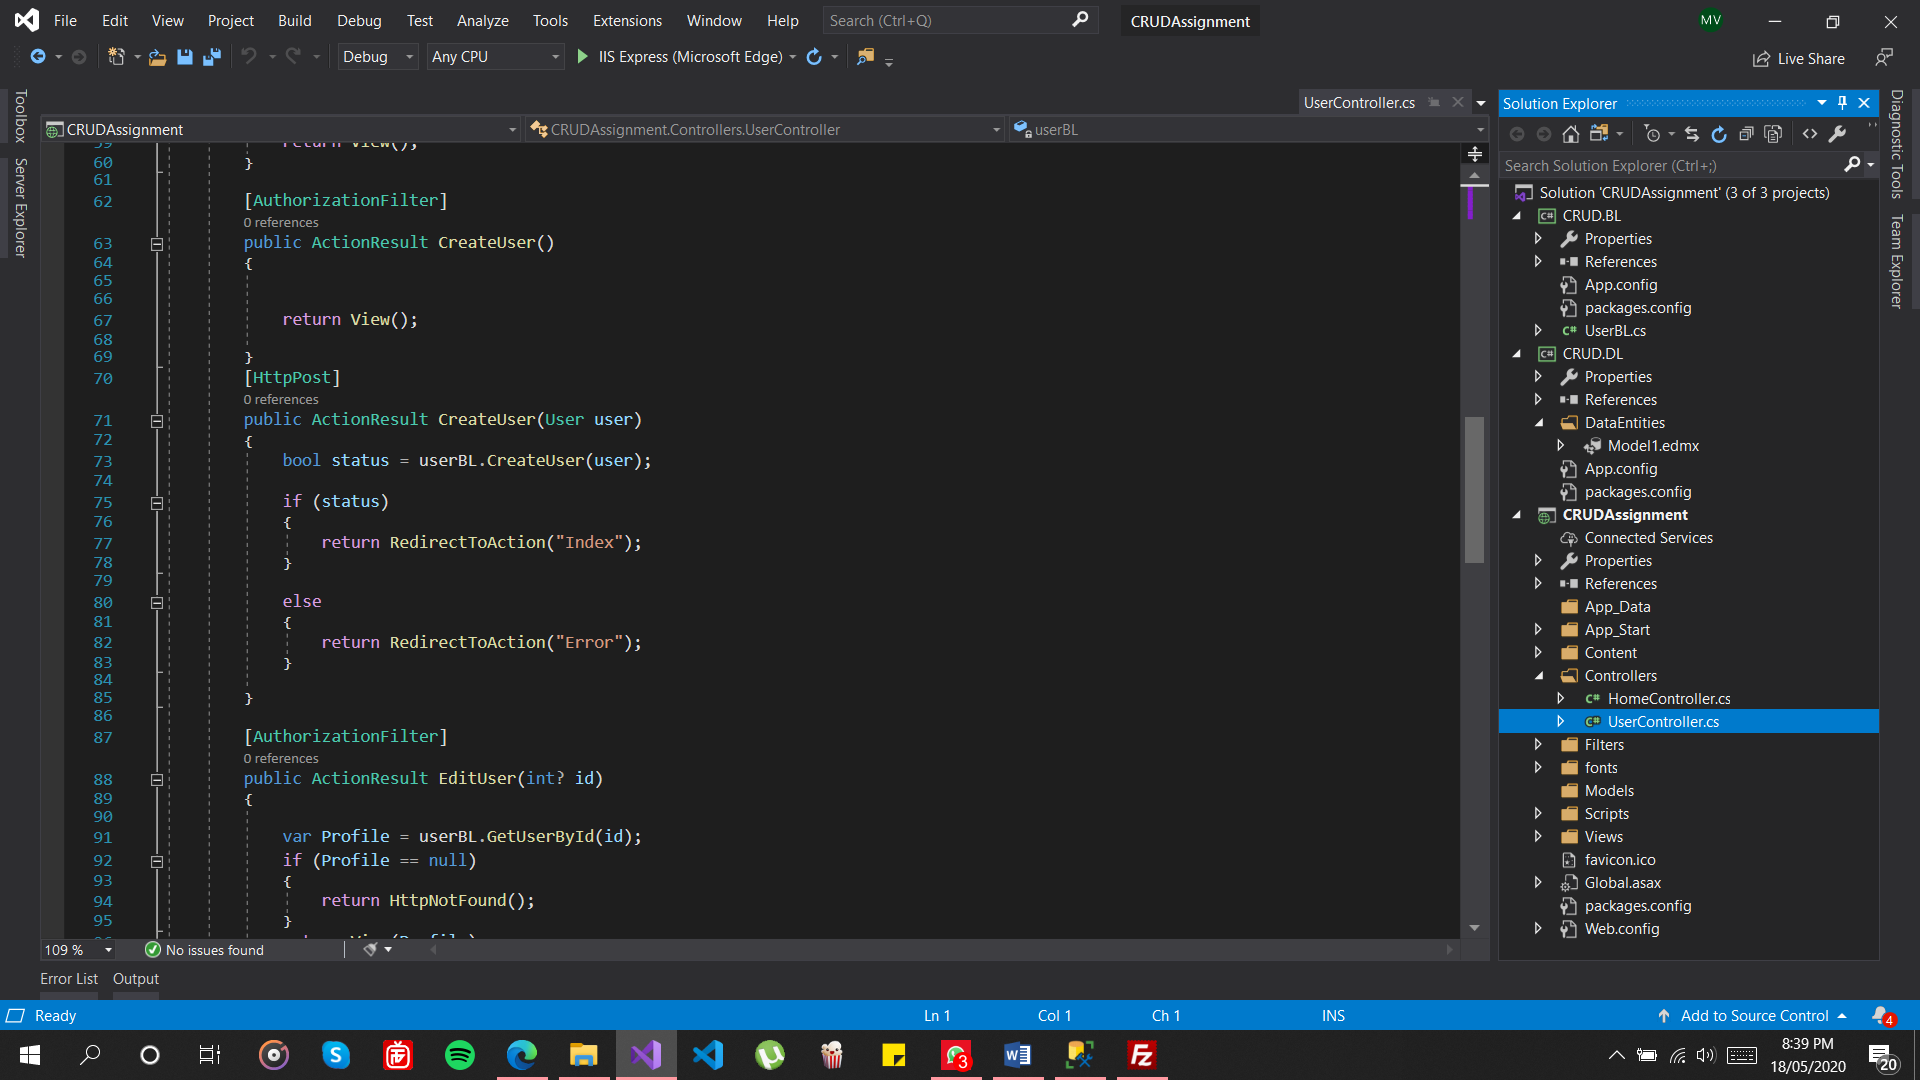 File Edit View Project Build Debug Test Analyze Tools Extensions Window Help Search (Ctrl+Q) CRUDAssignment MV
Debug Any CPU IIS Express (Microsoft Edge) Live Share
Toolbox
Server Explorer
UserController.cs
CRUDAssignment CRUDAssignment.Controllers.UserController userBL
59 return View();
60 }
61
62 [AuthorizationFilter]
0 references
63 public ActionResult CreateUser()
64 {
65
66
67 return View();
68
69 }
70 [HttpPost]
0 references
71 public ActionResult CreateUser(User user)
72 {
73 bool status = userBL.CreateUser(user);
74
75 if (status)
76 {
77 return RedirectToAction("Index");
78 }
79
80 else
81 {
82 return RedirectToAction("Error");
83 }
84
85 }
86
87 [AuthorizationFilter]
0 references
88 public ActionResult EditUser(int? id)
89 {
90
91 var Profile = userBL.GetUserById(id);
92 if (Profile == null)
93 {
94 return HttpNotFound();
95 }
109 % No issues found
Error List Output
Solution Explorer
Search Solution Explorer (Ctrl+;)
Solution 'CRUDAssignment' (3 of 3 projects)
C# CRUD.BL
Properties
References
App.config
packages.config
C# UserBL.cs
C# CRUD.DL
Properties
References
DataEntities
Model1.edmx
App.config
packages.config
CRUDAssignment
Connected Services
Properties
References
App_Data
App_Start
Content
Controllers
C# HomeController.cs
C# UserController.cs
Filters
fonts
Models
Scripts
Views
favicon.ico
Global.asax
packages.config
Web.config
Diagnostic Tools
Team Explorer
Ready Ln 1 Col 1 Ch 1 INS Add to Source Control 4
3
8:39 PM
18/05/2020
20